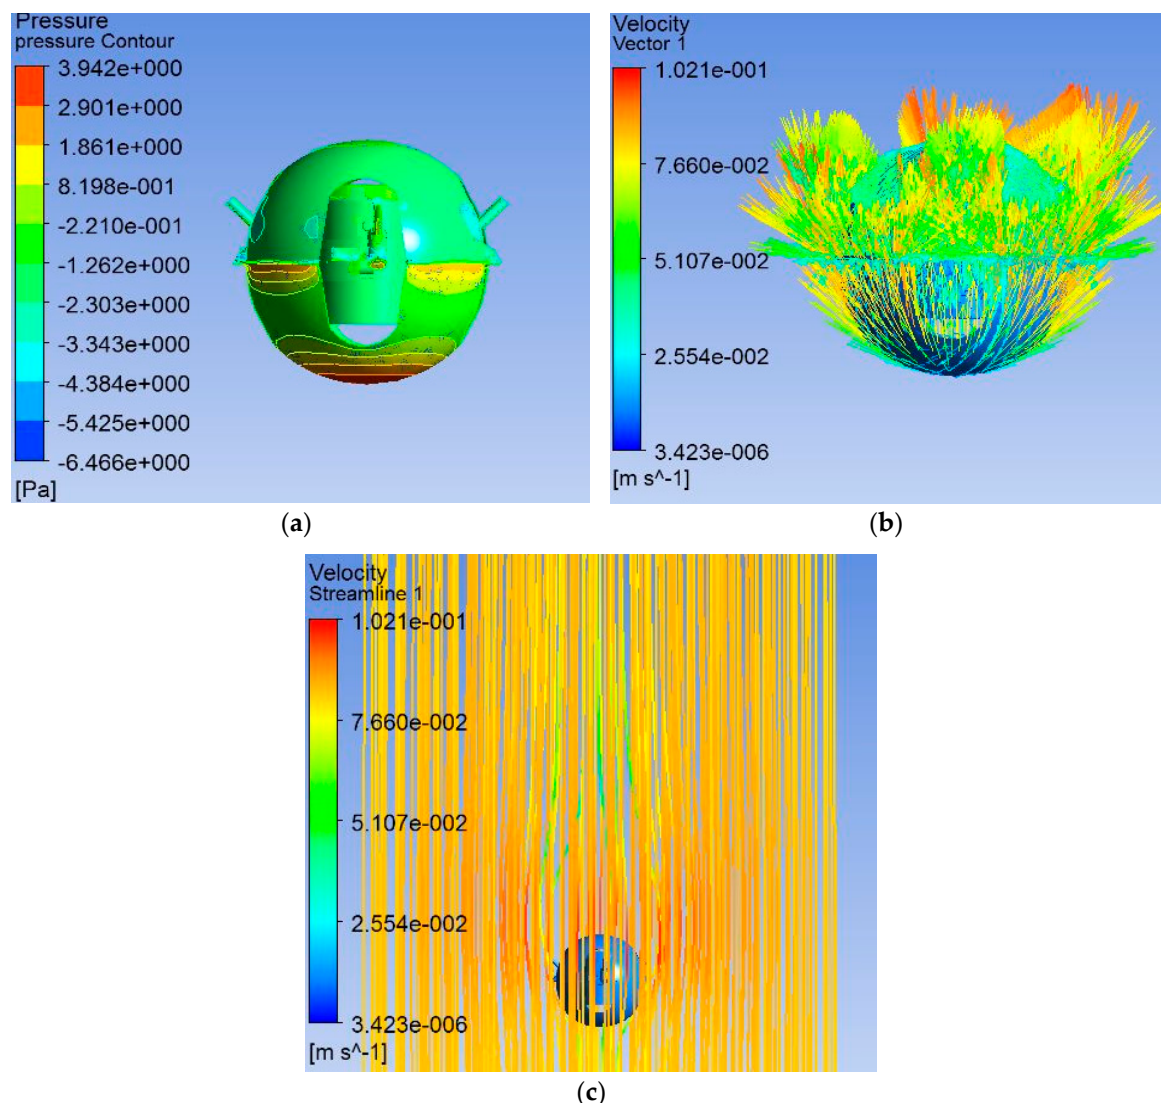 Pressure
pressure Contour
3.942e+000
2.901e+000
1.861e+000
8.198e-001
-2.210e-001
-1.262e+000
-2.303e+000
-3.343e+000
-4.384e+000
-5.425e+000
-6.466e+000
[Pa]
(a)
Velocity
Vector 1
1.021e-001
7.660e-002
5.107e-002
2.554e-002
3.423e-006
[m s^-1]
(b)
Velocity
Streamline 1
1.021e-001
7.660e-002
5.107e-002
2.554e-002
3.423e-006
[m s^-1]
(c)